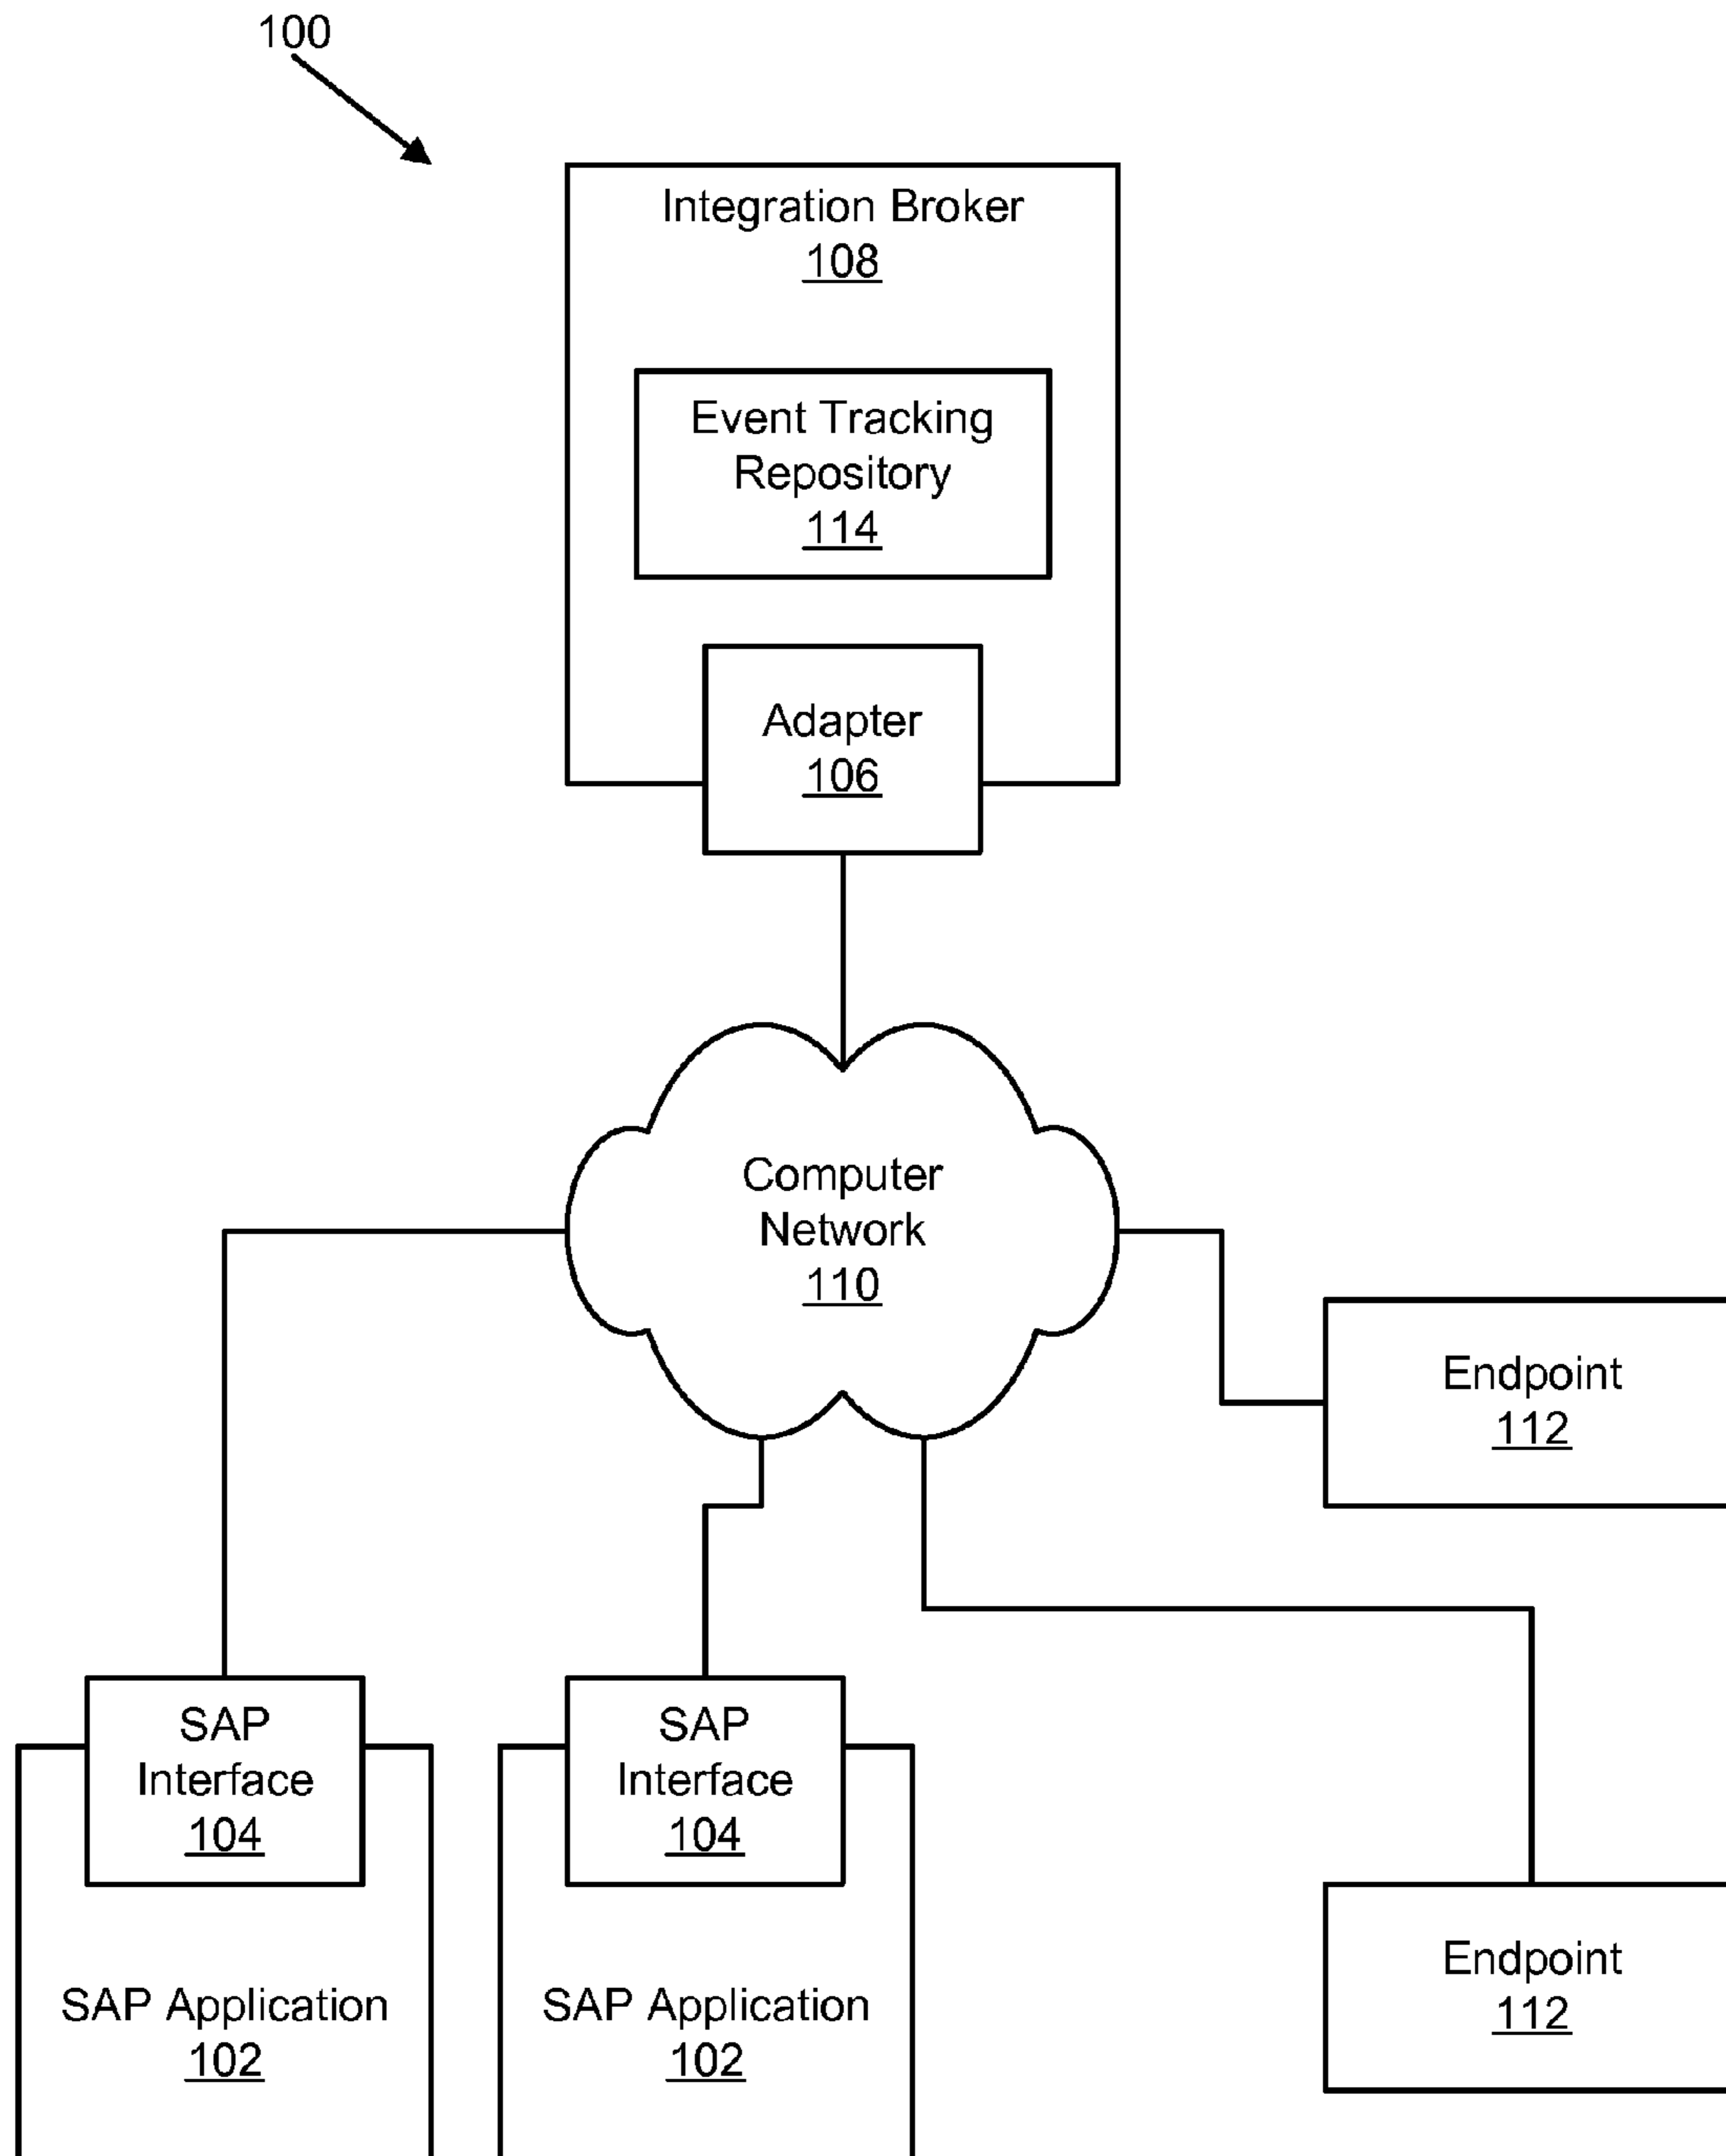 100
Integration Broker
108
Event Tracking
Repository
114
Adapter
106
Computer
Network
110
Endpoint
112
SAP
Interface
104
SAP Application
102
SAP
Interface
104
SAP Application
102
Endpoint
112